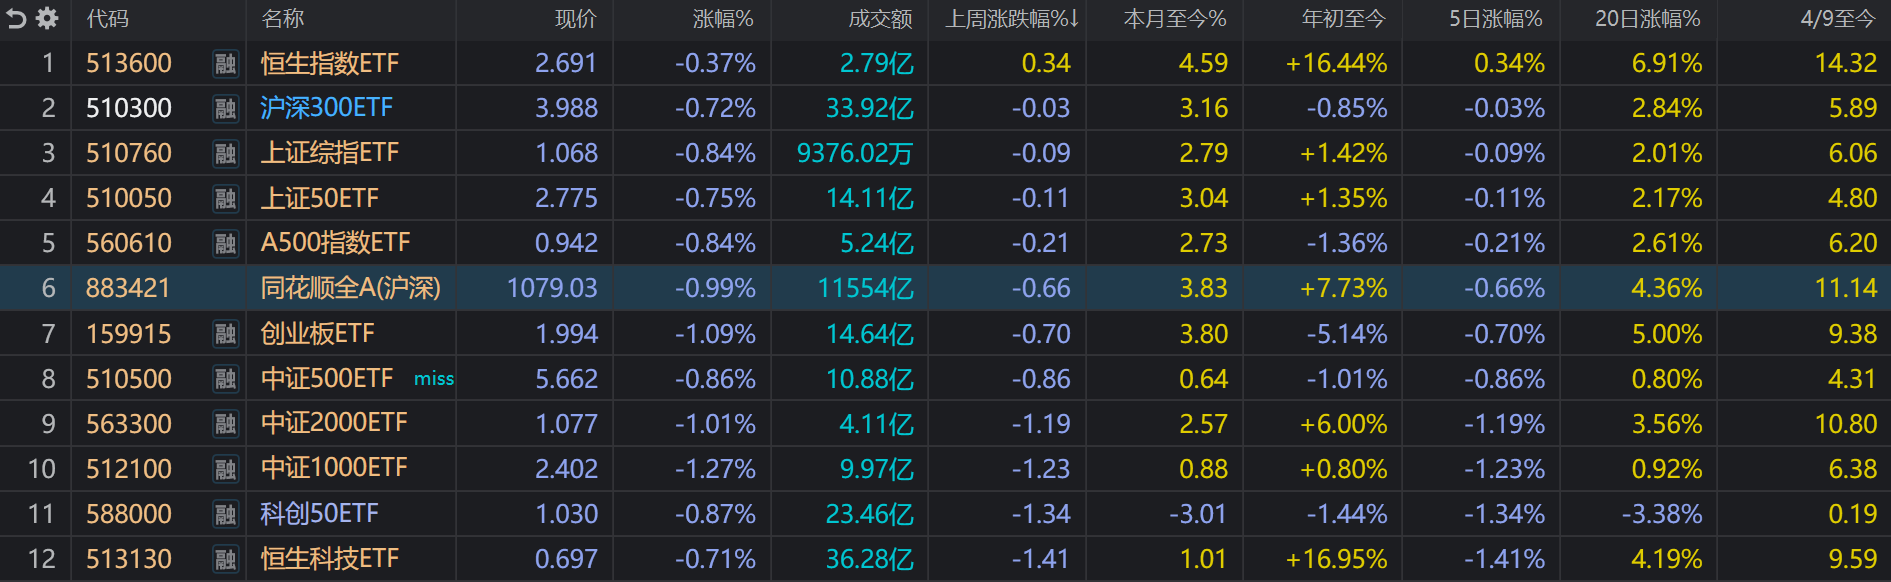 代码 名称 现价 涨幅% 成交额 上周涨跌幅%↓ 本月至今% 年初至今 5日涨幅% 20日涨幅% 4/9至今
1 513600 融 恒生指数ETF 2.691 -0.37% 2.79亿 0.34 4.59 +16.44% 0.34% 6.91% 14.32
2 510300 融 沪深300ETF 3.988 -0.72% 33.92亿 -0.03 3.16 -0.85% -0.03% 2.84% 5.89
3 510760 融 上证综指ETF 1.068 -0.84% 9376.02万 -0.09 2.79 +1.42% -0.09% 2.01% 6.06
4 510050 融 上证50ETF 2.775 -0.75% 14.11亿 -0.11 3.04 +1.35% -0.11% 2.17% 4.80
5 560610 融 A500指数ETF 0.942 -0.84% 5.24亿 -0.21 2.73 -1.36% -0.21% 2.61% 6.20
6 883421 同花顺全A(沪深) 1079.03 -0.99% 11554亿 -0.66 3.83 +7.73% -0.66% 4.36% 11.14
7 159915 融 创业板ETF 1.994 -1.09% 14.64亿 -0.70 3.80 -5.14% -0.70% 5.00% 9.38
8 510500 融 中证500ETF miss 5.662 -0.86% 10.88亿 -0.86 0.64 -1.01% -0.86% 0.80% 4.31
9 563300 融 中证2000ETF 1.077 -1.01% 4.11亿 -1.19 2.57 +6.00% -1.19% 3.56% 10.80
10 512100 融 中证1000ETF 2.402 -1.27% 9.97亿 -1.23 0.88 +0.80% -1.23% 0.92% 6.38
11 588000 融 科创50ETF 1.030 -0.87% 23.46亿 -1.34 -3.01 -1.44% -1.34% -3.38% 0.19
12 513130 融 恒生科技ETF 0.697 -0.71% 36.28亿 -1.41 1.01 +16.95% -1.41% 4.19% 9.59